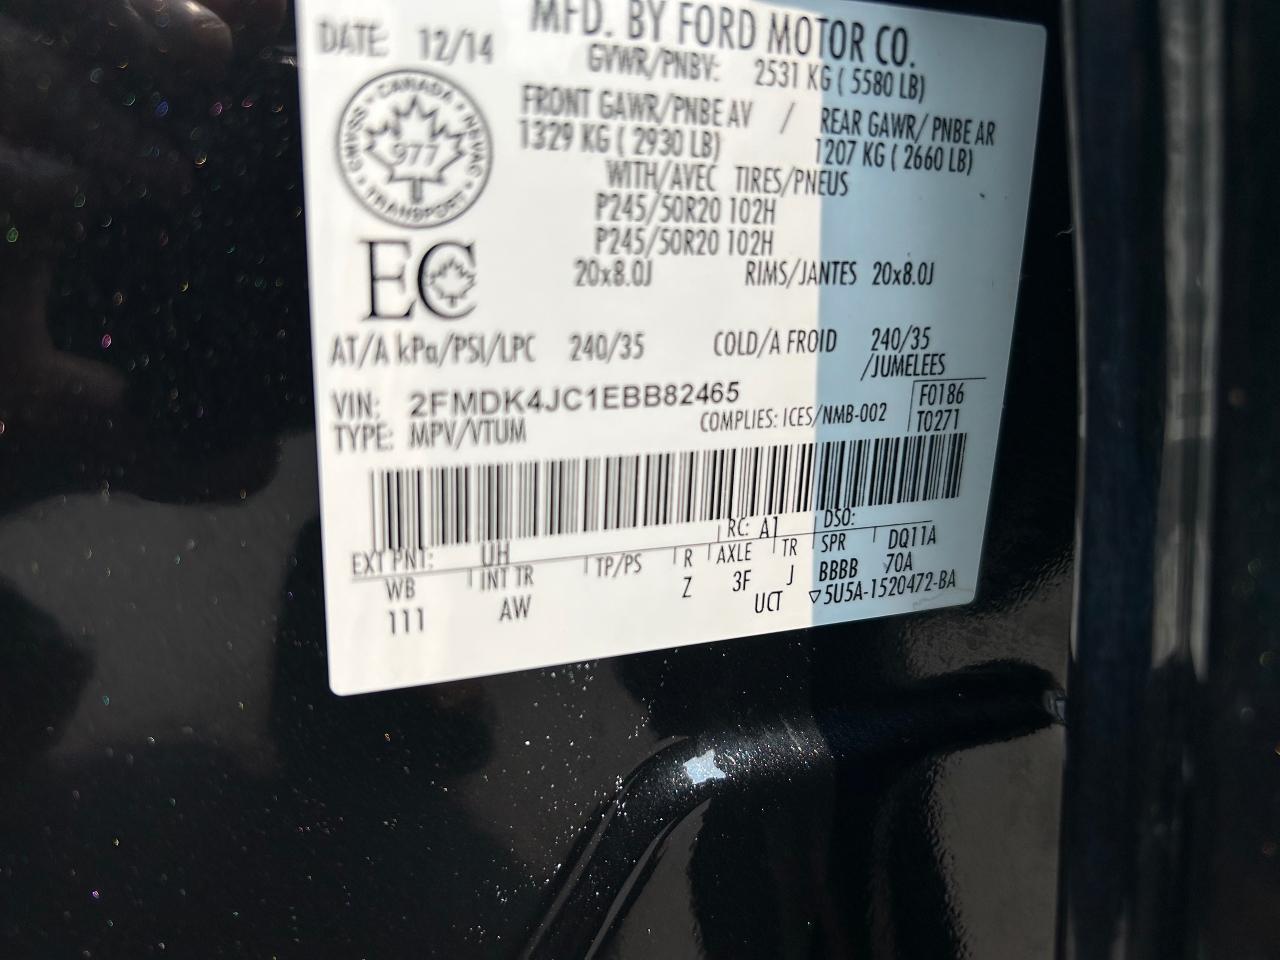 MFD. BY FORD MOTOR CO.
DATE: 12/14
GVWR/PNBV: 2531 KG ( 5580 LB)
FRONT GAWR/PNBE AV / REAR GAWR/ PNBE AR
1329 KG ( 2930 LB) 1207 KG ( 2660 LB)
WITH/AVEC TIRES/PNEUS
P245/50R20 102H
P245/50R20 102H
20x8.0J RIMS/JANTES 20x8.0J
CANADA
977
TRANSPORT
EC
AT/A kPa/PSI/LPC 240/35 COLD/A FROID 240/35
/JUMELEES
VIN: 2FMDK4JC1EBB82465
F0186
TYPE: MPV/VTUM COMPLIES: ICES/NMB-002 T0271
RC: A1 DSO:
EXT PNT: UH DQ11A
WB INT TR TP/PS R AXLE TR SPR
111 AW Z 3F J BBBB 70A
UCT ▽5U5A-1520472-BA